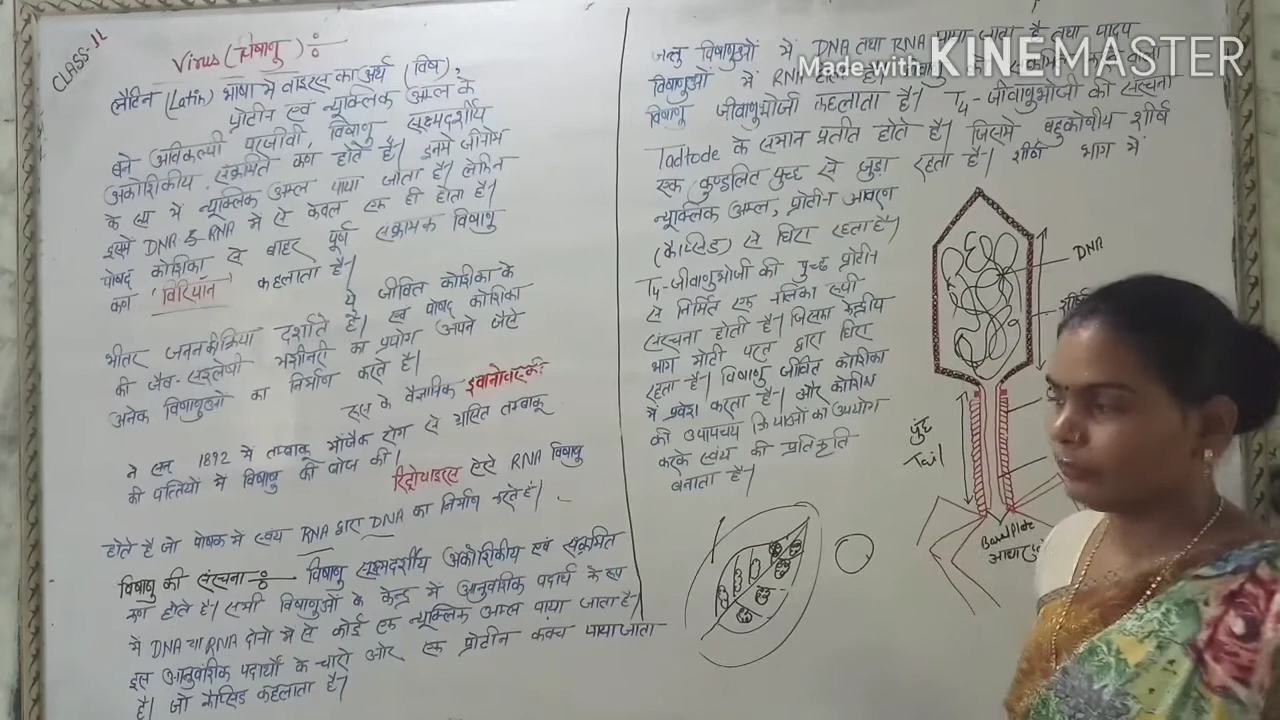 CLASS-11
Virus (विषाणु) :-
लैटिन (Latin) भाषा में वाइरस का अर्थ (विष),
प्रोटीन एवं न्यूक्लिक अम्ल के
बने अविकल्पी परजीवी, विषाणु सूक्ष्मदर्शीय
अकोशिकीय संक्रमित कण होते है। इनमे जीनोम
के रूप में न्यूक्लिक अम्ल पाया जाता है। लेकिन
इसमे DNA & RNA में से केवल एक ही होता है।
पोषद् कोशिका से बाहर पूर्ण संक्रामक विषाणु
कण 'विरियॉन' कहलाता है।
ये जीवित कोशिका के
भीतर जनन की क्रिया दर्शाते है। एवं पोषद् कोशिका
की जैव-संश्लेषी मशीनरी का प्रयोग अपने जैसे
अनेक विषाणुओं का निर्माण करते है।
रूस के वैज्ञानिक इवानोवस्की
ने सन् 1892 में तम्बाकू मोजेक रोग से ग्रसित तम्बाकू
की पत्तियों में विषाणु की खोज की।
रिट्रोवाइरस ऐसे RNA विषाणु
होते है जो पोषक में स्वयं RNA द्वारा DNA का निर्माण करते है।
विषाणु की संरचना :- विषाणु सूक्ष्मदर्शीय अकोशिकीय एवं संक्रमित
कण होते है। सभी विषाणुओं के केन्द्र में आनुवंशिक पदार्थ के रूप
में DNA या RNA दोनो में से कोई एक न्यूक्लिक अम्ल पाया जाता है।
इस आनुवंशिक पदार्थो के चारो ओर एक प्रोटीन कवच पाया जाता
है। जो कैप्सिड कहलाता है।
जन्तु विषाणुओं में DNA तथा RNA पाया जाता है तथा पादप
विषाणुओं में RNA
विषाणु जीवाणुभोजी कहलाता है। T4-जीवाणुभोजी की संरचना
Tadtode के समान प्रतीत होते है। जिसमे बहुकोणीय शीर्ष
एक कुण्डलित पुच्छ से जुड़ा रहता है। शीर्ष भाग में
न्यूक्लिक अम्ल, प्रोटीन आवरण
(कैप्सिड) से घिरा रहता है।
T4-जीवाणुभोजी की पुच्छ प्रोटीन
से निर्मित एक नलिका रूपी
संरचना होती है। जिसका केन्द्रीय
भाग मोटी परत द्वारा घिरा
रहता है। विषाणु जीवित कोशिका
में प्रवेश करता है। और कोशिका
की उपापचय क्रियाओं को उपयोग
करके स्वयं की प्रतिकृति
बनाता है।
DNA
शीर्ष
पुंछ
Tail
Made with KINEMASTER